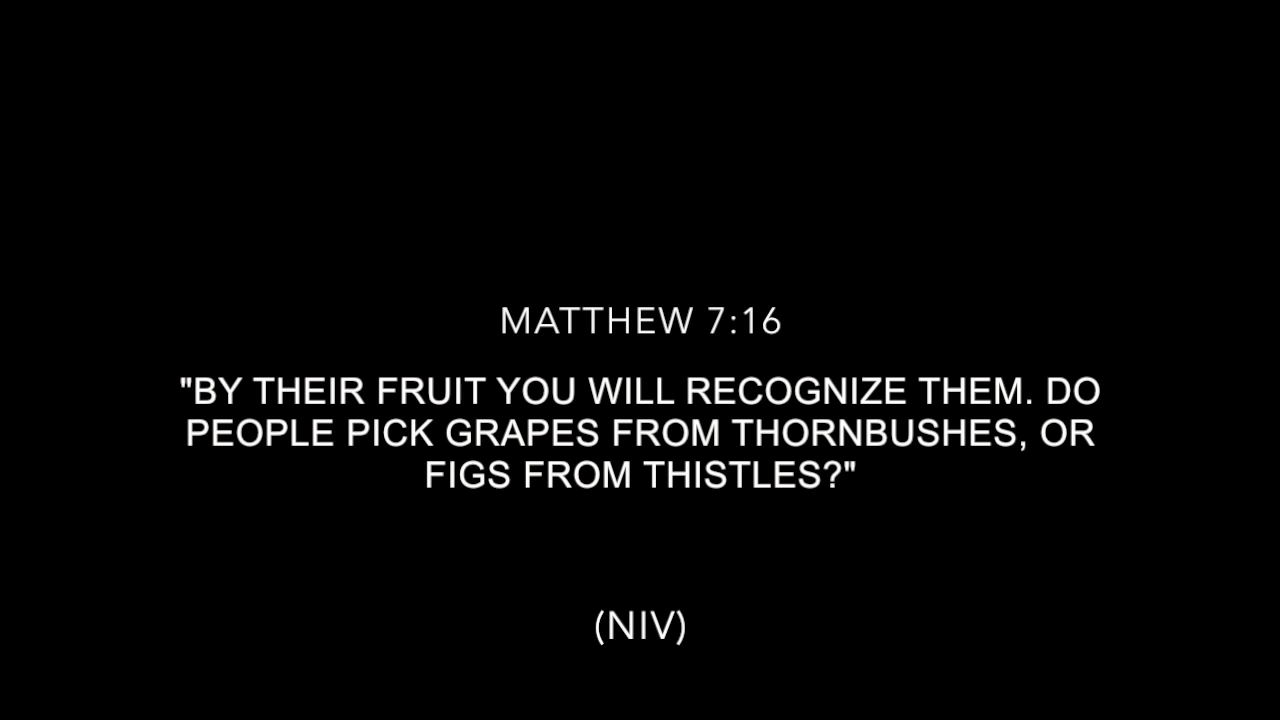 MATTHEW 7:16
"BY THEIR FRUIT YOU WILL RECOGNIZE THEM. DO
PEOPLE PICK GRAPES FROM THORNBUSHES, OR
FIGS FROM THISTLES?"
(NIV)